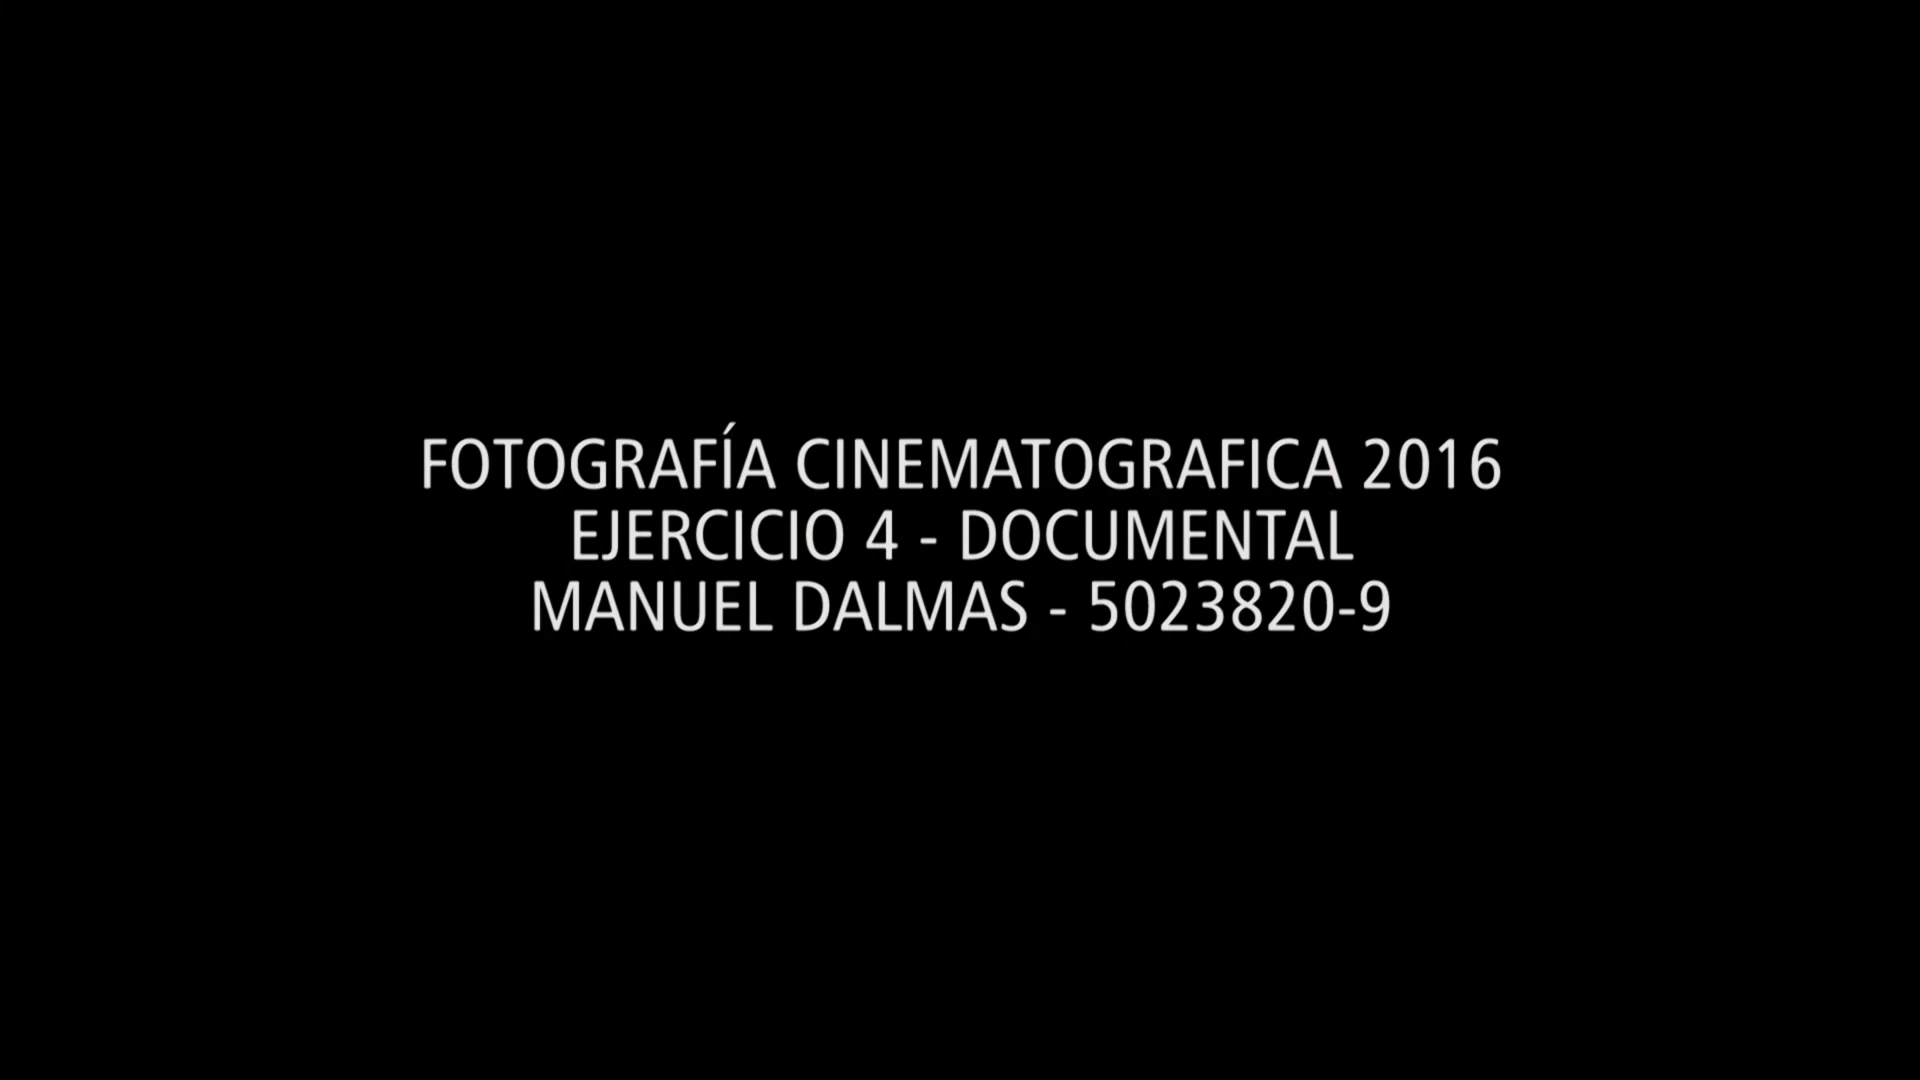 FOTOGRAFÍA CINEMATOGRAFICA 2016
EJERCICIO 4 - DOCUMENTAL
MANUEL DALMAS - 5023820-9